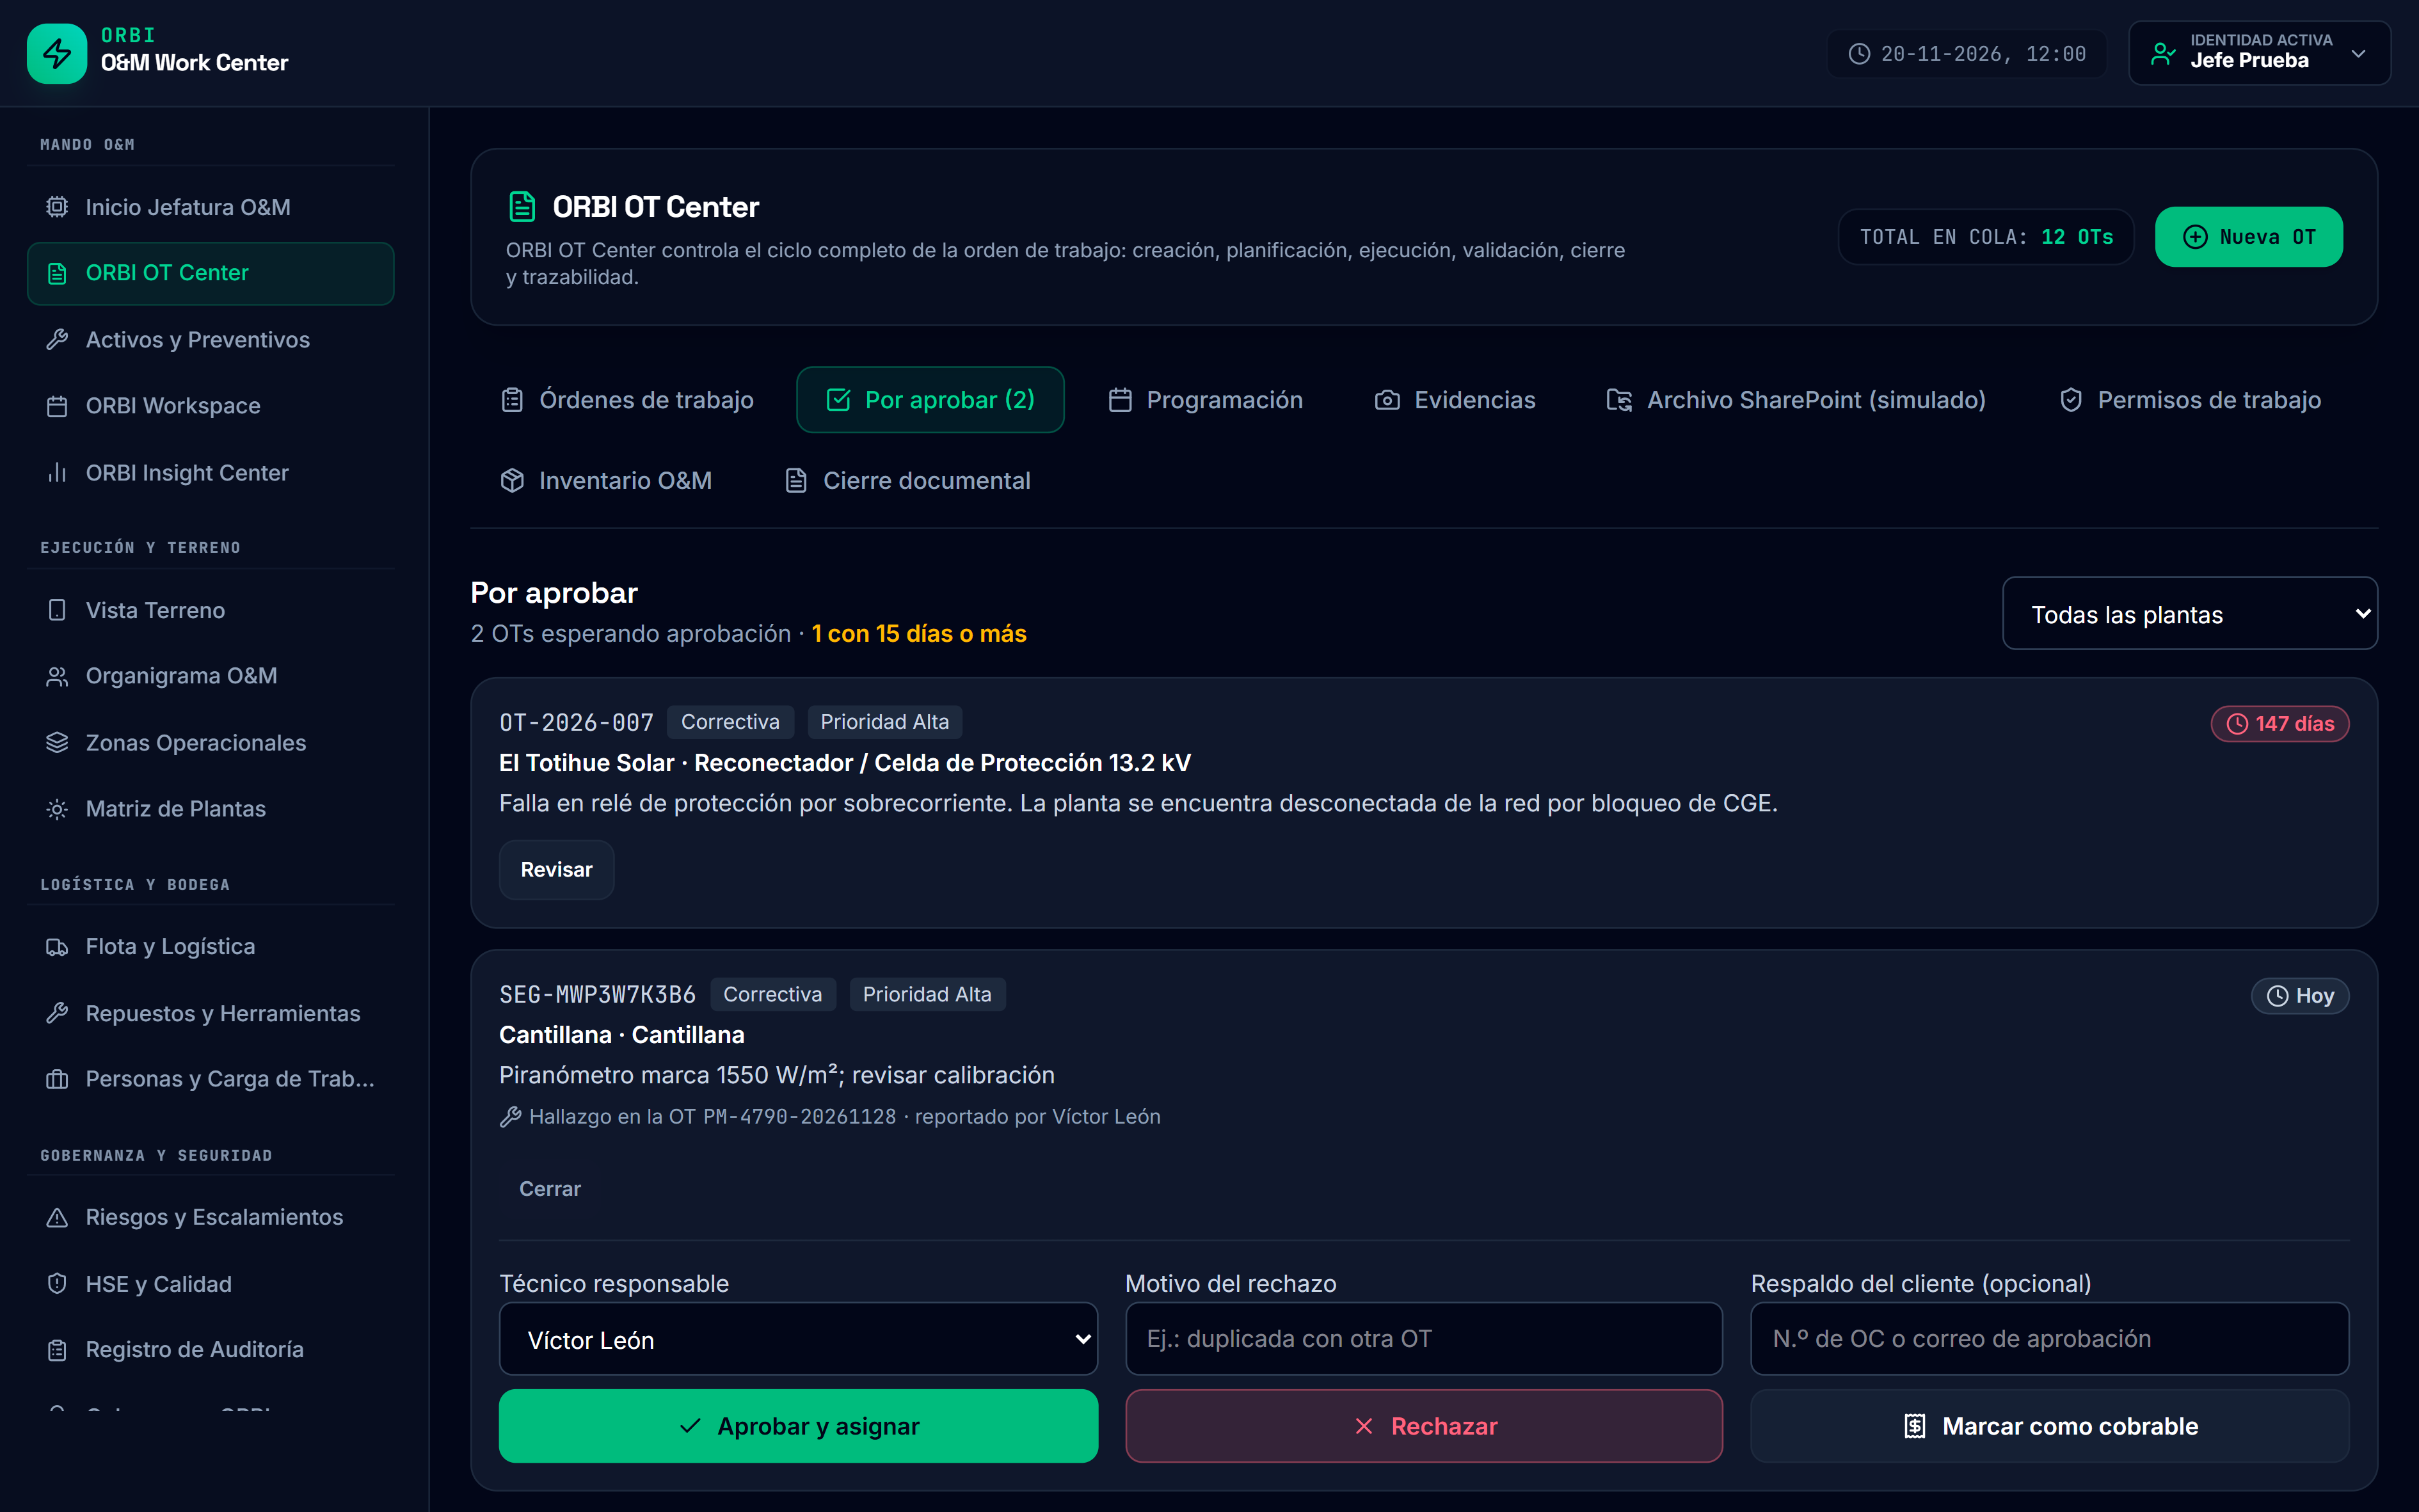 ORBI
O&M Work Center
20-11-2026, 12:00
IDENTIDAD ACTIVA
Jefe Prueba
MANDO O&M
Inicio Jefatura O&M
ORBI OT Center
Activos y Preventivos
ORBI Workspace
ORBI Insight Center
EJECUCIÓN Y TERRENO
Vista Terreno
Organigrama O&M
Zonas Operacionales
Matriz de Plantas
LOGÍSTICA Y BODEGA
Flota y Logística
Repuestos y Herramientas
Personas y Carga de Trab...
GOBERNANZA Y SEGURIDAD
Riesgos y Escalamientos
HSE y Calidad
Registro de Auditoría
ORBI OT Center
ORBI OT Center controla el ciclo completo de la orden de trabajo: creación, planificación, ejecución, validación, cierre
y trazabilidad.
TOTAL EN COLA: 12 OTs
Nueva OT
Órdenes de trabajo
Por aprobar (2)
Programación
Evidencias
Archivo SharePoint (simulado)
Permisos de trabajo
Inventario O&M
Cierre documental
Por aprobar
2 OTs esperando aprobación · 1 con 15 días o más
Todas las plantas
OT-2026-007 Correctiva Prioridad Alta
147 días
El Totihue Solar · Reconectador / Celda de Protección 13.2 kV
Falla en relé de protección por sobrecorriente. La planta se encuentra desconectada de la red por bloqueo de CGE.
Revisar
SEG-MWP3W7K3B6 Correctiva Prioridad Alta
Hoy
Cantillana · Cantillana
Piranómetro marca 1550 W/m²; revisar calibración
Hallazgo en la OT PM-4790-20261128 · reportado por Víctor León
Cerrar
Técnico responsable
Víctor León
Aprobar y asignar
Motivo del rechazo
Ej.: duplicada con otra OT
Rechazar
Respaldo del cliente (opcional)
N.º de OC o correo de aprobación
Marcar como cobrable